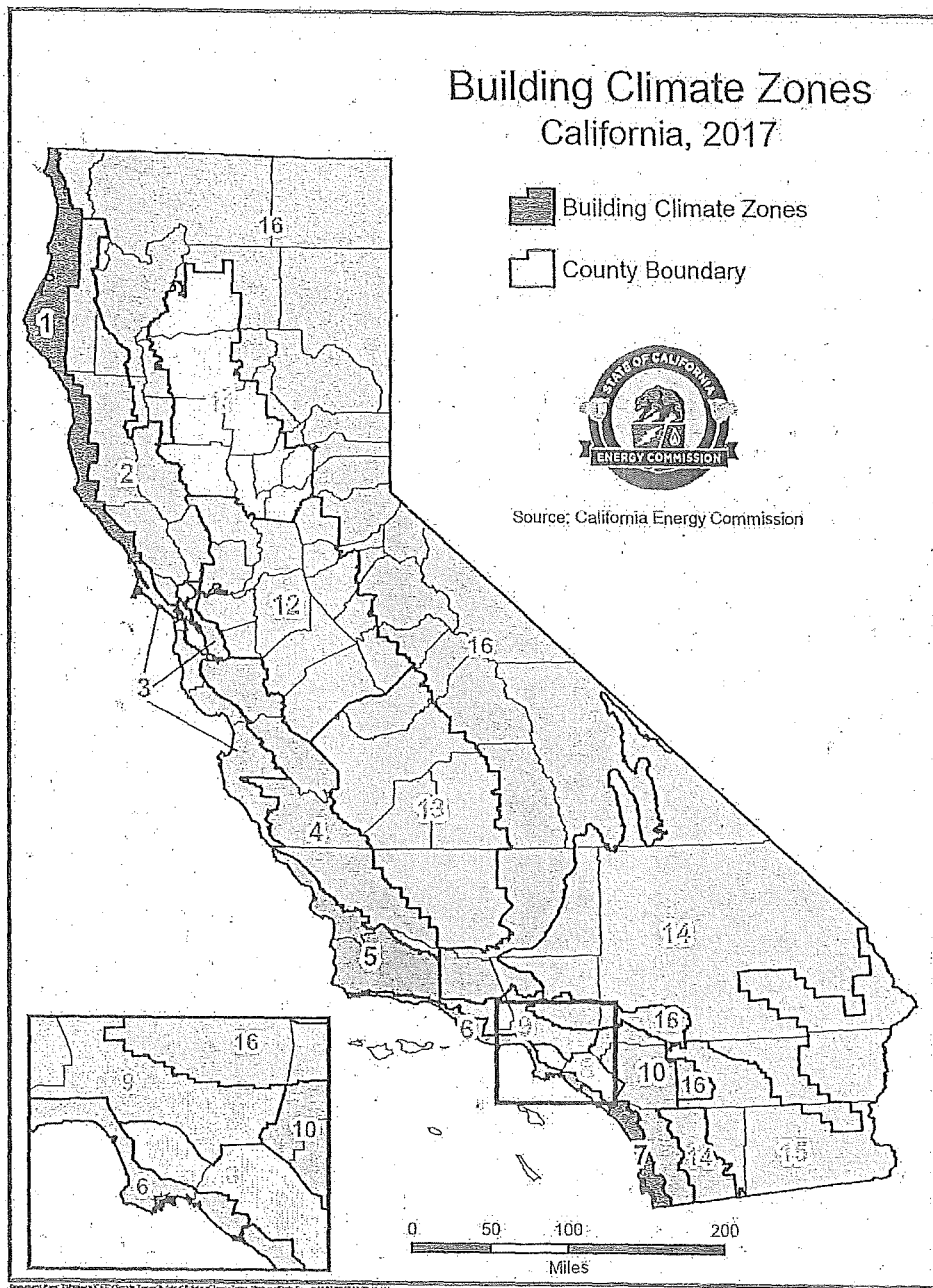 Building Climate Zones
California, 2017
Building Climate Zones
County Boundary
STATE OF CALIFORNIA
ENERGY COMMISSION
Source: California Energy Commission
16
1
2
12
16
3
13
4
14
5
6
9
16
10
16
7
14
15
16
9
10
6
0 50 100 200
Miles